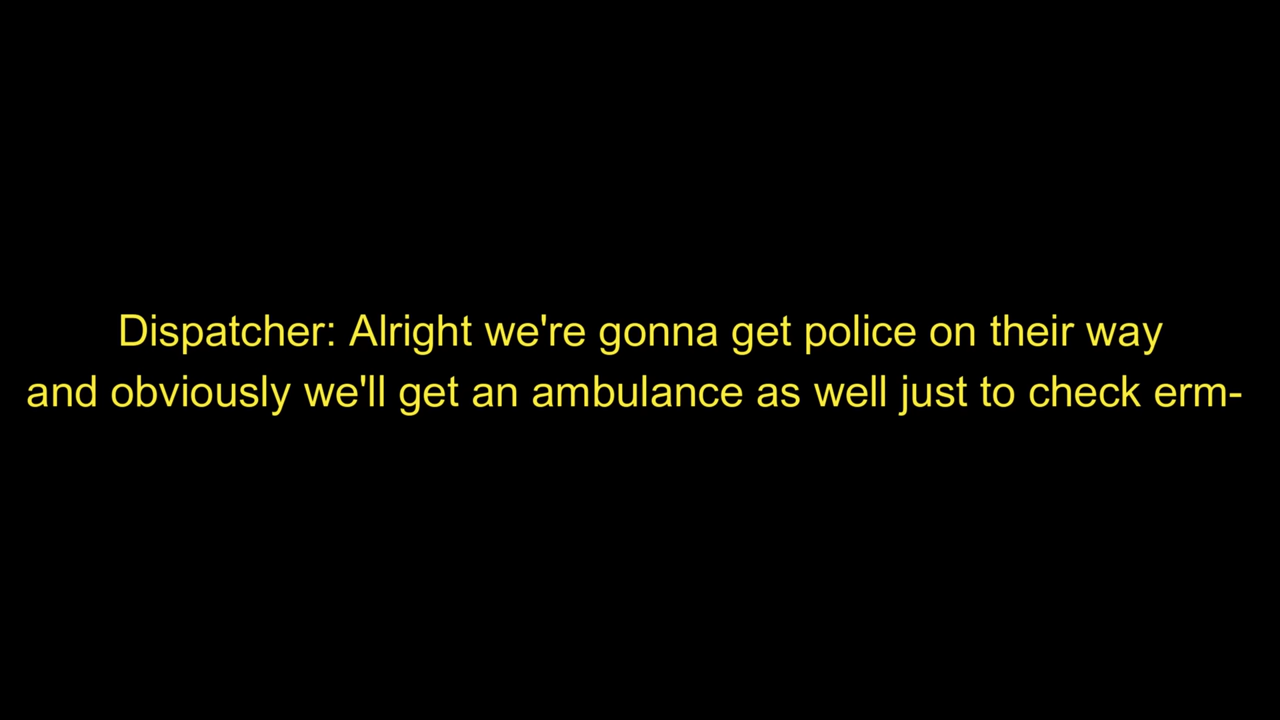 Dispatcher: Alright we're gonna get police on their way
and obviously we'll get an ambulance as well just to check erm-